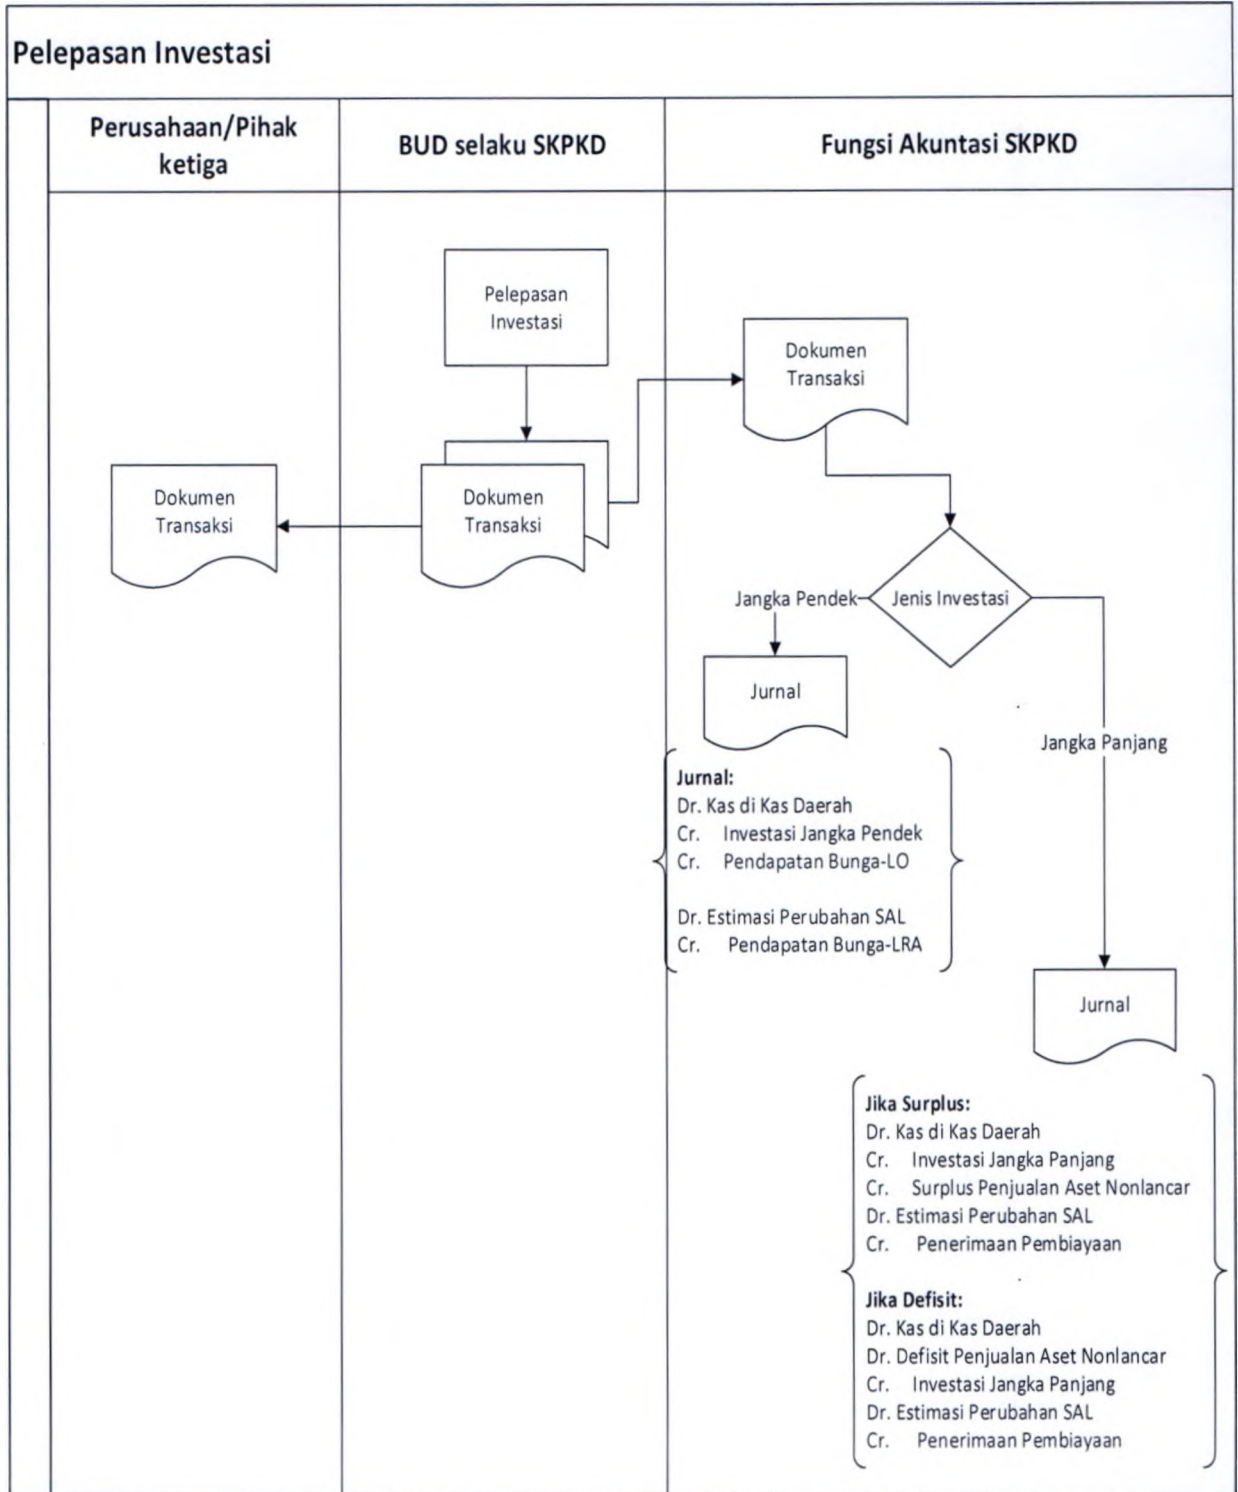 Pelepasan Investasi
Perusahaan/Pihak
ketiga
BUD selaku SKPKD
Fungsi Akuntasi SKPKD
Pelepasan
Investasi
Dokumen
Transaksi
Dokumen
Transaksi
Dokumen
Transaksi
Jenis Investasi
Jangka Pendek
Jurnal
Jangka Panjang
Jurnal:
Dr. Kas di Kas Daerah
Cr. Investasi Jangka Pendek
Cr. Pendapatan Bunga-LO
Dr. Estimasi Perubahan SAL
Cr. Pendapatan Bunga-LRA
Jurnal
Jika Surplus:
Dr. Kas di Kas Daerah
Cr. Investasi Jangka Panjang
Cr. Surplus Penjualan Aset Nonlancar
Dr. Estimasi Perubahan SAL
Cr. Penerimaan Pembiayaan
Jika Defisit:
Dr. Kas di Kas Daerah
Dr. Defisit Penjualan Aset Nonlancar
Cr. Investasi Jangka Panjang
Dr. Estimasi Perubahan SAL
Cr. Penerimaan Pembiayaan